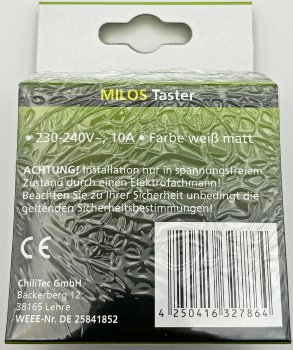 MILOS Taster
• 230-240V~, 10A • Farbe weiß matt
ACHTUNG! Installation nur in spannungsfreiem
Zustand durch einen Elektrofachmann!
Beachten Sie zu Ihrer Sicherheit unbedingt die
geltenden Sicherheitsbestimmungen!
CE
ChiliTec GmbH
Bäckerberg 12
38165 Lehre
WEEE-Nr. DE 25841852
4 250416 327864